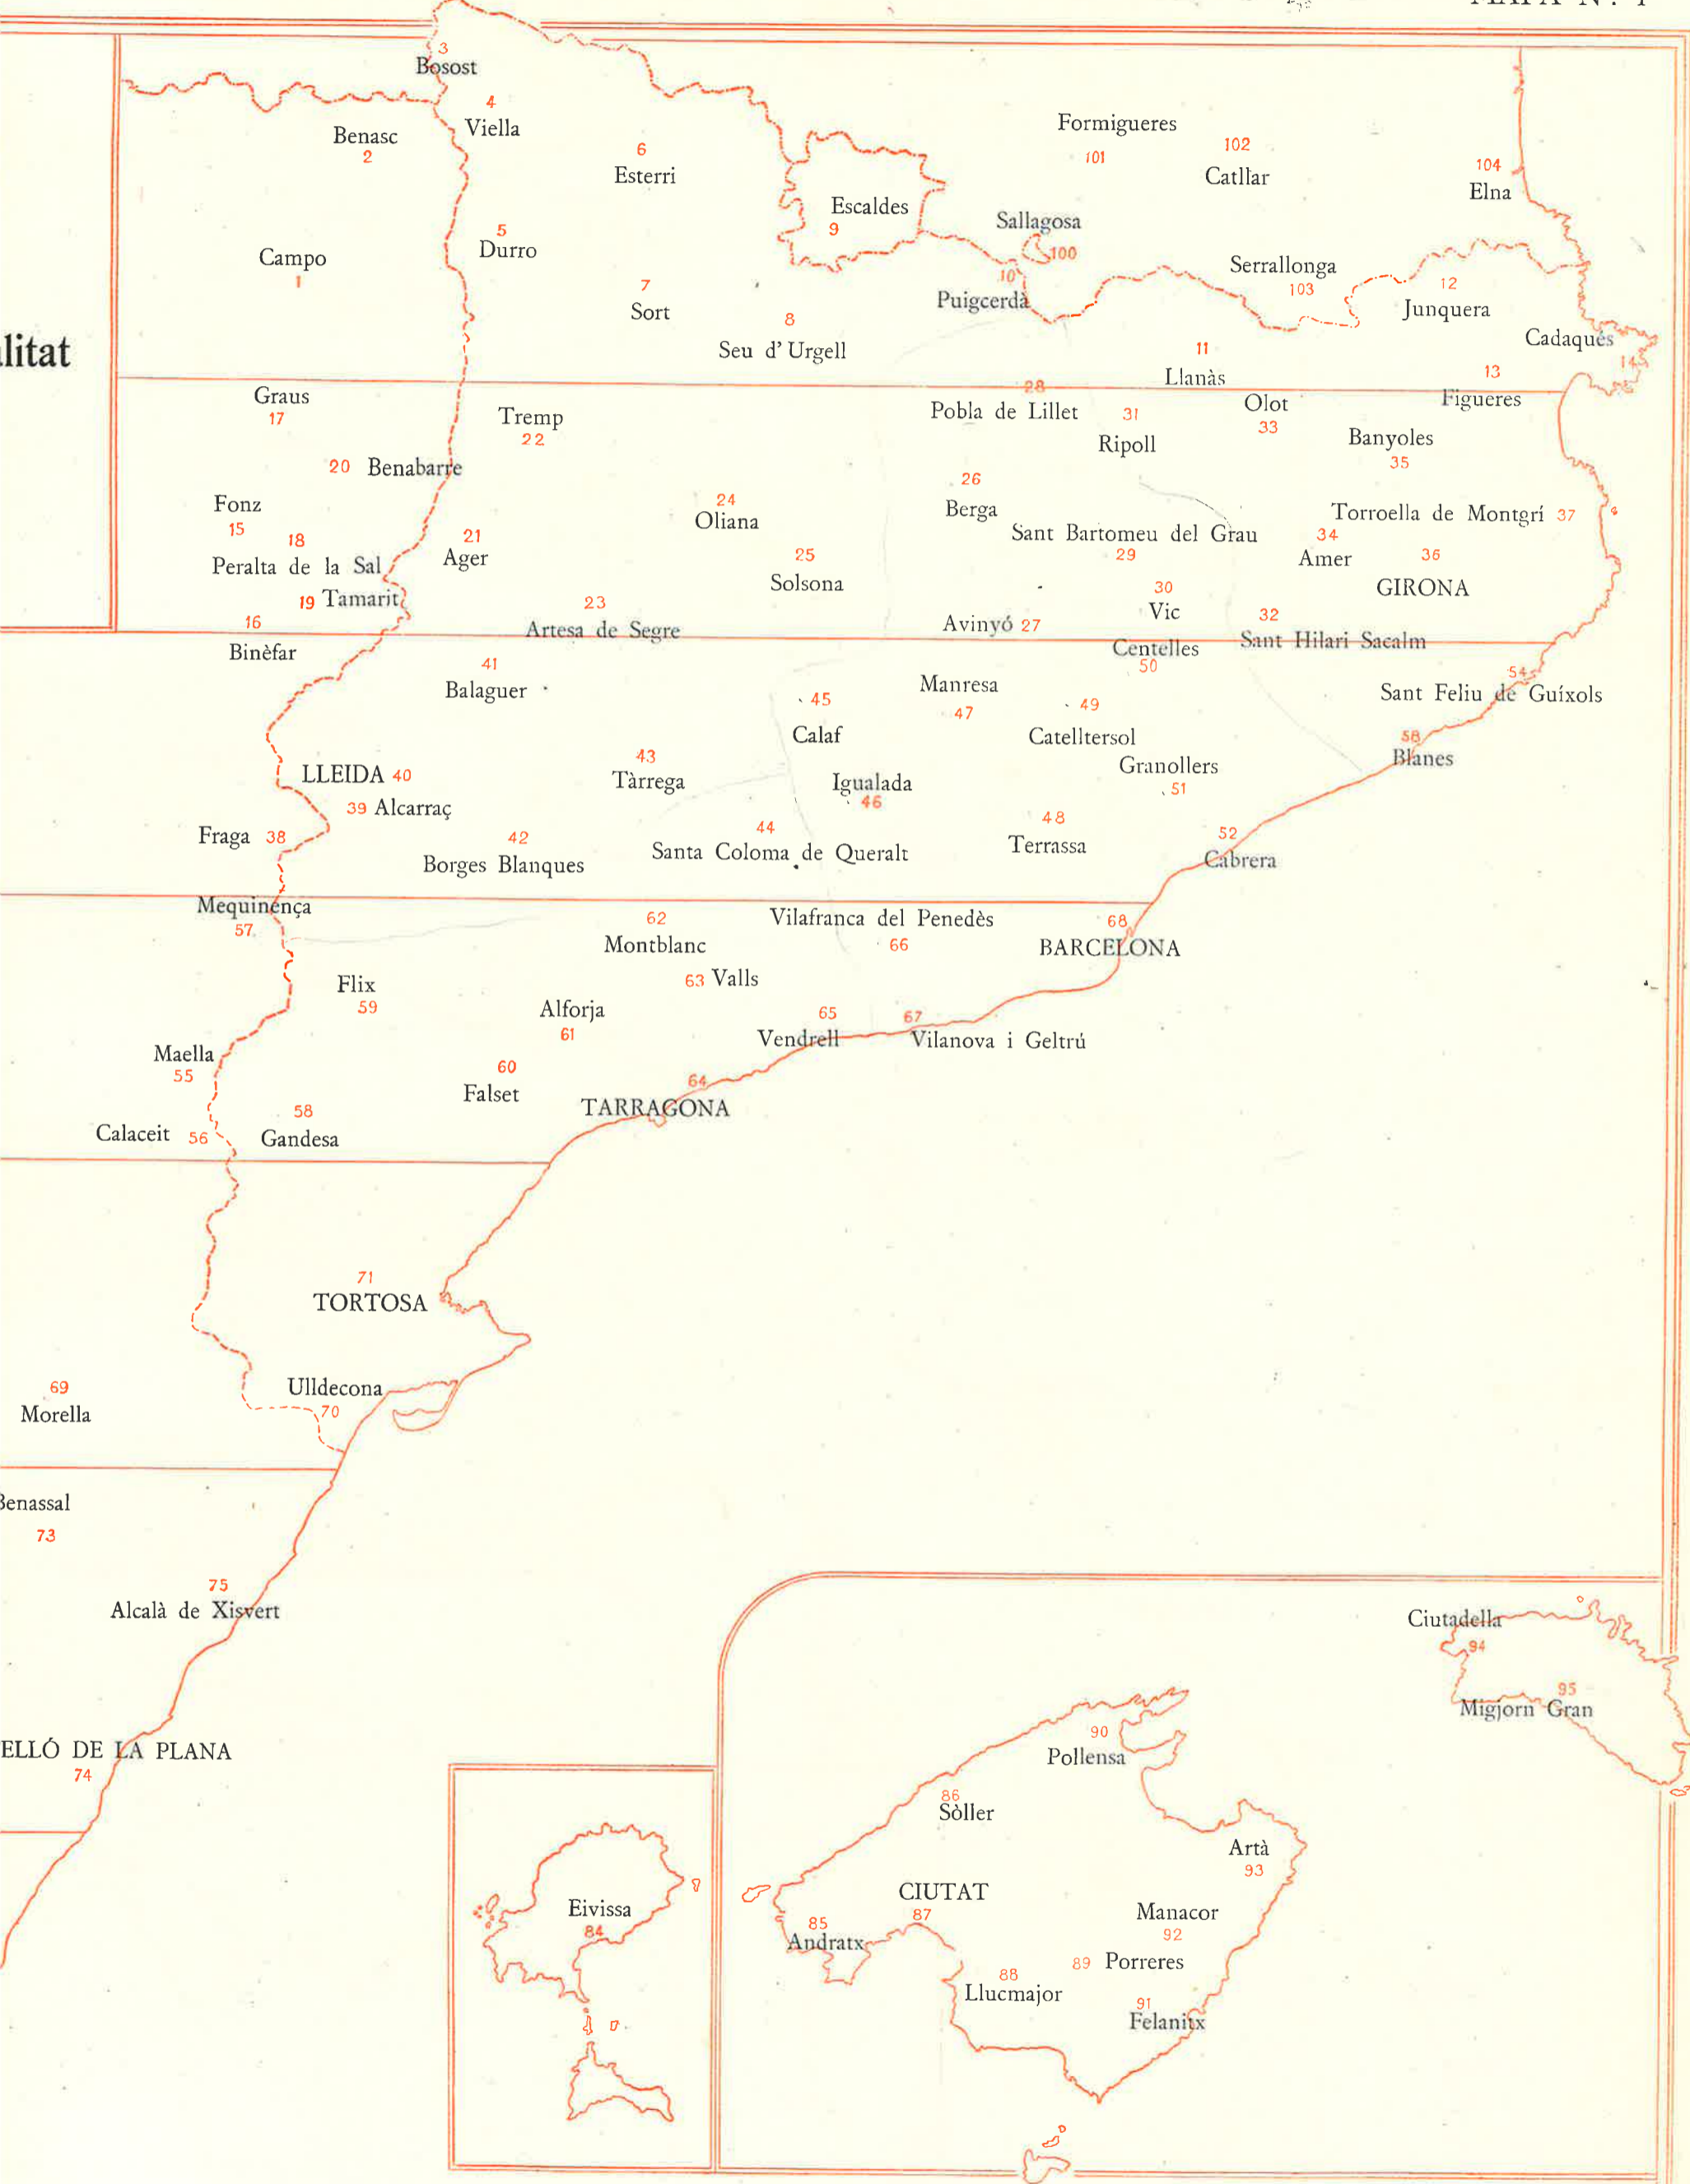 MAPA N.º 1
3
Bosost
4
Viella
Benasc
2
6
Esterri
Formigueres
101
102
Catllar
104
Elna
Escaldes
9
Sallagosa
100
5
Durro
Campo
1
10
Puigcerdà
Serrallonga
103
12
Junquera
7
Sort
8
Seu d'Urgell
Cadaqués
14
litat
11
Llanàs
13
Figueres
Graus
17
Tremp
22
28
Pobla de Lillet
31
Ripoll
Olot
33
Banyoles
35
20 Benabarre
26
Berga
Fonz
15
24
Oliana
Torroella de Montgrí 37
Sant Bartomeu del Grau
29
34
Amer
36
GIRONA
18
Peralta de la Sal
21
Ager
25
Solsona
19 Tamarit
23
Artesa de Segre
30
Vic
32
Sant Hilari Sacalm
16
Binèfar
Avinyó 27
Centelles
50
41
Balaguer
Manresa
47
54
Sant Feliu de Guíxols
45
Calaf
49
Catelltersol
58
Blanes
LLEIDA 40
43
Tàrrega
Igualada
46
Granollers
51
39 Alcarraç
Fraga 38
42
Borges Blanques
44
Santa Coloma de Queralt
48
Terrassa
52
Cabrera
Mequinença
57
62
Montblanc
Vilafranca del Penedès
66
68
BARCELONA
Flix
59
63 Valls
Alforja
61
65
Vendrell
67
Vilanova i Geltrú
Maella
55
60
Falset
64
TARRAGONA
Calaceit 56
58
Gandesa
71
TORTOSA
69
Morella
Ulldecona
70
Benassal
73
75
Alcalà de Xisvert
Ciutadella
94
95
Migjorn Gran
ELLÓ DE LA PLANA
74
90
Pollensa
86
Sòller
Artà
93
CIUTAT
87
Eivissa
84
85
Andratx
Manacor
92
89 Porreres
88
Llucmajor
91
Felanitx